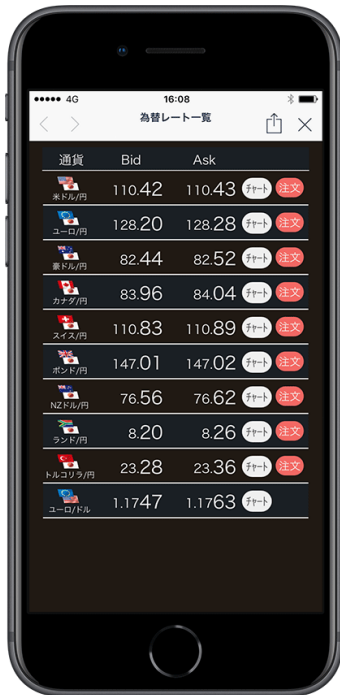 4G 16:08
為替レート一覧
通貨 Bid Ask
米ドル/円 110.42 110.43 チャート 注文
ユーロ/円 128.20 128.28 チャート 注文
豪ドル/円 82.44 82.52 チャート 注文
カナダ/円 83.96 84.04 チャート 注文
スイス/円 110.83 110.89 チャート 注文
ポンド/円 147.01 147.02 チャート 注文
NZドル/円 76.56 76.62 チャート 注文
ランド/円 8.20 8.26 チャート 注文
トルコリラ/円 23.28 23.36 チャート 注文
ユーロ/ドル 1.1747 1.1763 チャート